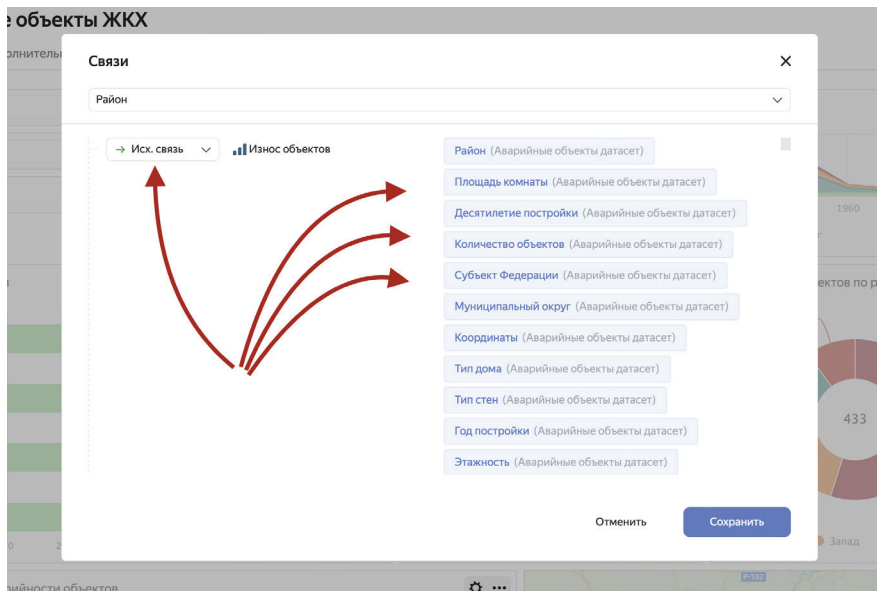 е объекты ЖКХ
олнитель
Связи
Район
Исх. связь
Износ объектов
Район (Аварийные объекты датасет)
Площадь комнаты (Аварийные объекты датасет)
Десятилетие постройки (Аварийные объекты датасет)
Количество объектов (Аварийные объекты датасет)
Субъект Федерации (Аварийные объекты датасет)
Муниципальный округ (Аварийные объекты датасет)
Координаты (Аварийные объекты датасет)
Тип дома (Аварийные объекты датасет)
Тип стен (Аварийные объекты датасет)
Год постройки (Аварийные объекты датасет)
Этажность (Аварийные объекты датасет)
1960
ектов по р
433
Отменить
Сохранить
0
2
Запад
рийности объектов
Р-132